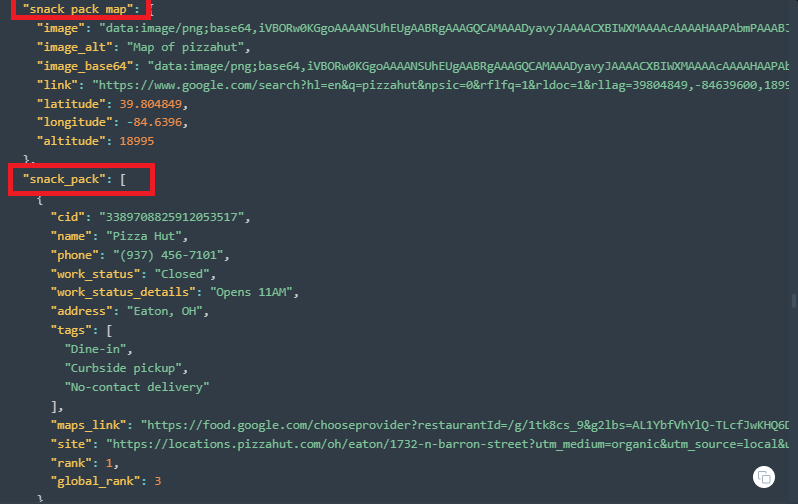 "snack_pack_map": {
"image": "data:image/png;base64,iVBORw0KGgoAAAANSUhEUgAABRgAAAGQCAMAAADyavyJAAAACXBIWXMAAAAcAAAAHAAPAbmPAAABJ
"image_alt": "Map of pizzahut",
"image_base64": "data:image/png;base64,iVBORw0KGgoAAAANSUhEUgAABRgAAAGQCAMAAADyavyJAAAACXBIWXMAAAAcAAAAHAAPAb
"link": "https://www.google.com/search?hl=en&q=pizzahut&npsic=0&rflfq=1&rldoc=1&rllag=39804849,-84639600,1899
"latitude": 39.804849,
"longitude": -84.6396,
"altitude": 18995
},
"snack_pack": [
{
"cid": "3389708825912053517",
"name": "Pizza Hut",
"phone": "(937) 456-7101",
"work_status": "Closed",
"work_status_details": "Opens 11AM",
"address": "Eaton, OH",
"tags": [
"Dine-in",
"Curbside pickup",
"No-contact delivery"
],
"maps_link": "https://food.google.com/chooseprovider?restaurantId=/g/1tk8cs_9&g2lbs=AL1YbfVhYlQ-TLcfJwKHQ6D
"site": "https://locations.pizzahut.com/oh/eaton/1732-n-barron-street?utm_medium=organic&utm_source=local&u
"rank": 1,
"global_rank": 3
}